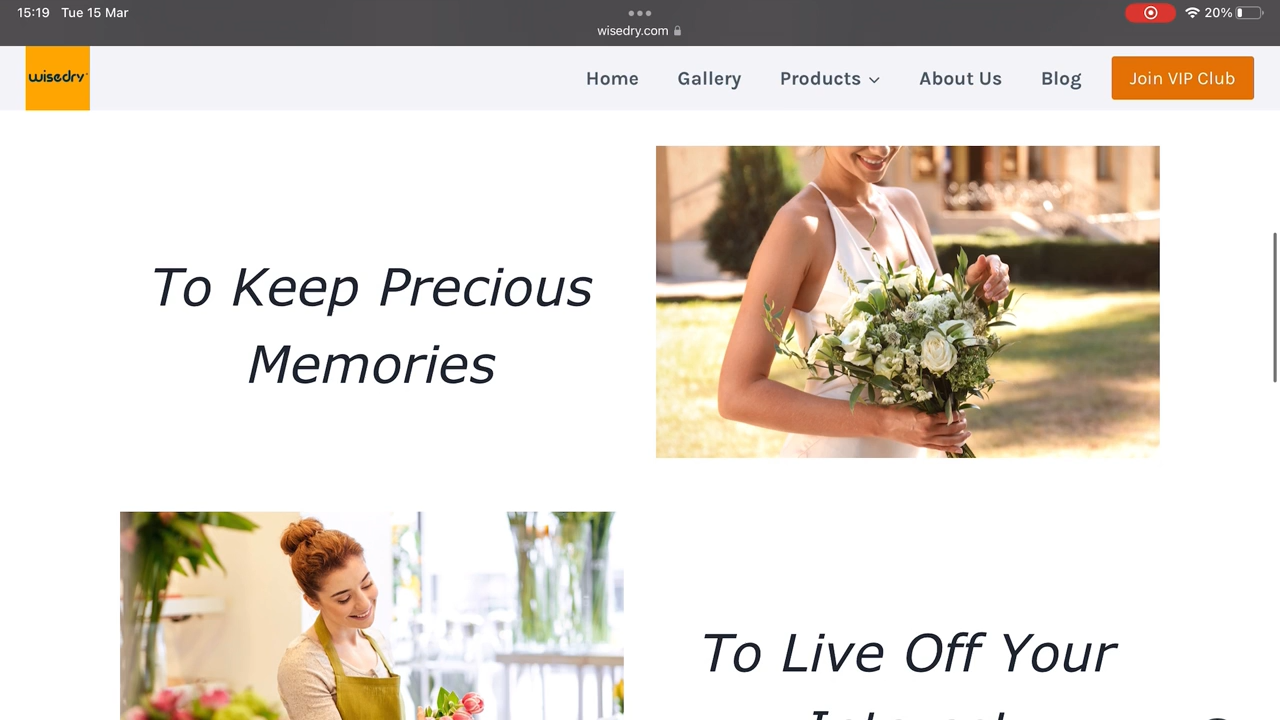 15:19 Tue 15 Mar
20%
wisedry.com
wisedry
Home Gallery Products About Us Blog Join VIP Club
To Keep Precious
Memories
To Live Off Your